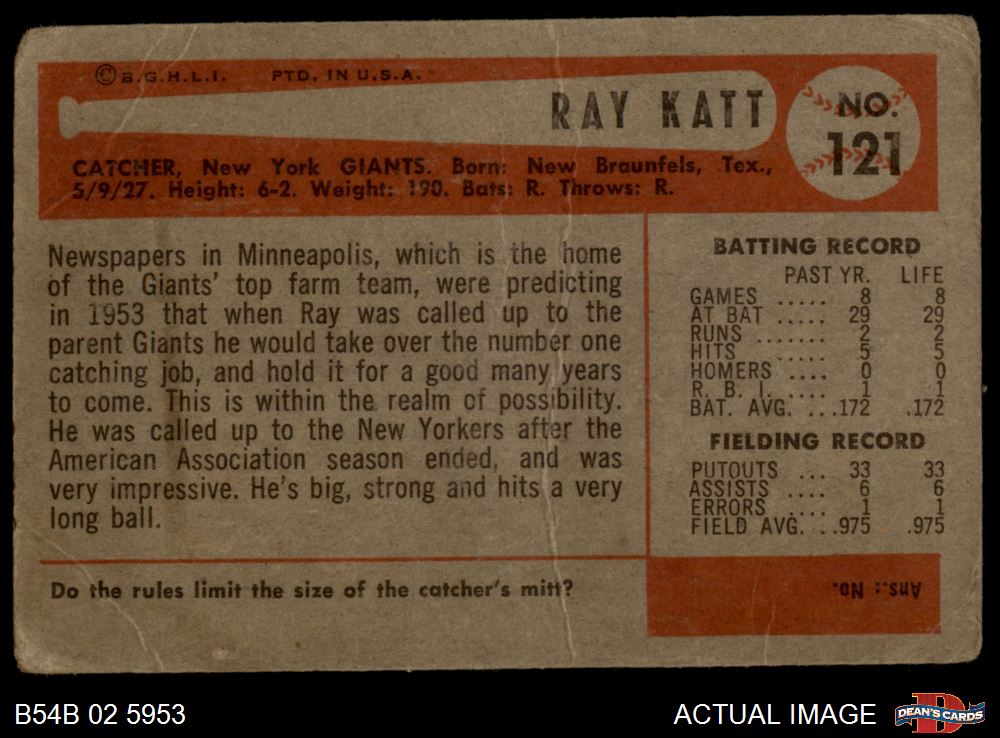 © B.G.H.L.I. PTD. IN U.S.A.
RAY KATT
NO.
121
CATCHER, New York GIANTS. Born: New Braunfels, Tex.,
5/9/27. Height: 6-2. Weight: 190. Bats: R. Throws: R.
Newspapers in Minneapolis, which is the home
of the Giants' top farm team, were predicting
in 1953 that when Ray was called up to the
parent Giants he would take over the number one
catching job, and hold it for a good many years
to come. This is within the realm of possibility.
He was called up to the New Yorkers after the
American Association season ended, and was
very impressive. He's big, strong and hits a very
long ball.
BATTING RECORD
PAST YR. LIFE
GAMES ..... 8 8
AT BAT ..... 29 29
RUNS ...... 2 2
HITS ....... 5 5
HOMERS .... 0 0
R. B. I. .... 1 1
BAT. AVG. ...172 .172
FIELDING RECORD
PUTOUTS ... 33 33
ASSISTS .... 6 6
ERRORS .... 1 1
FIELD AVG. ..975 .975
Do the rules limit the size of the catcher's mitt?
Ans.: No.
B54B 02 5953
ACTUAL IMAGE
DEAN'S CARDS